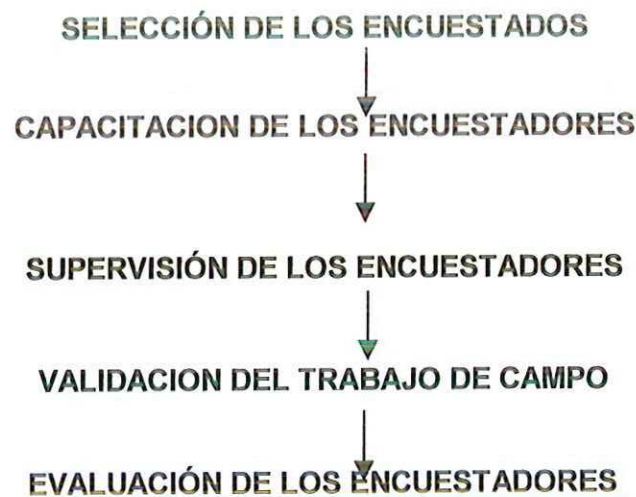 SELECCIÓN DE LOS ENCUESTADOS
CAPACITACION DE LOS ENCUESTADORES
SUPERVISIÓN DE LOS ENCUESTADORES
VALIDACION DEL TRABAJO DE CAMPO
EVALUACIÓN DE LOS ENCUESTADORES